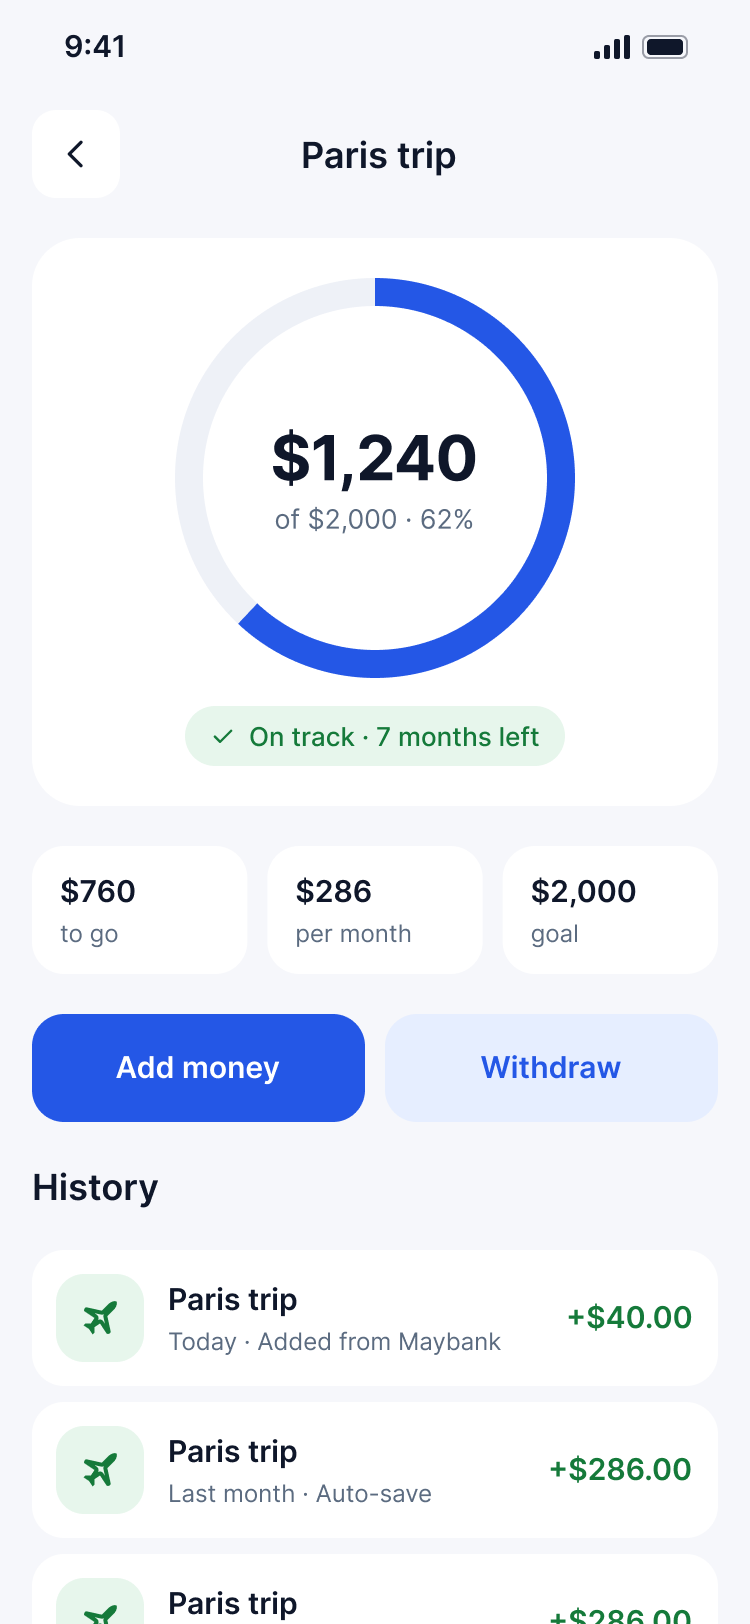 9:41
Paris trip
$1,240
of $2,000 · 62%
On track · 7 months left
$760
to go
$286
per month
$2,000
goal
Add money
Withdraw
History
Paris trip
Today · Added from Maybank
+$40.00
Paris trip
Last month · Auto-save
+$286.00
Paris trip
+$286.00